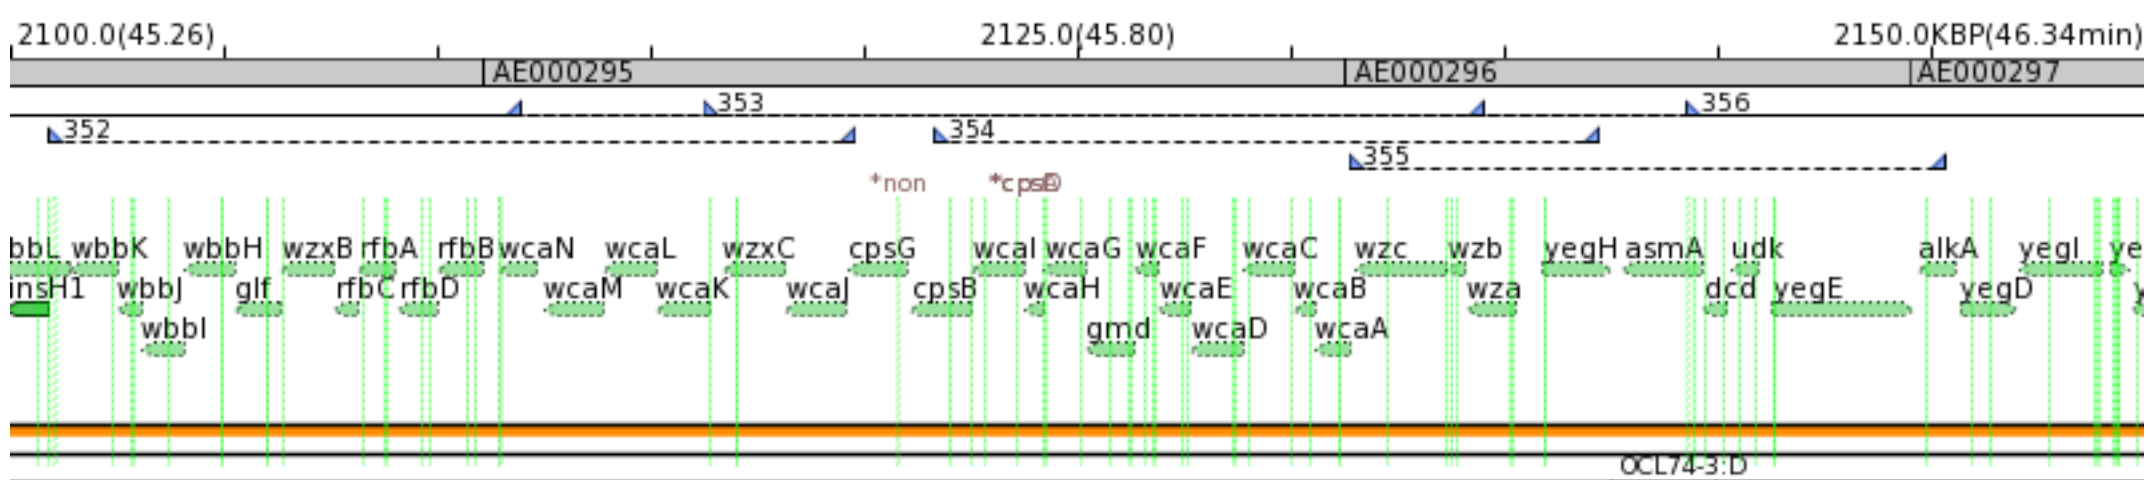 2100.0(45.26) 2125.0(45.80) 2150.0KBP(46.34min)
AE000295 AE000296 AE000297
353 356
352 354
355
*non
bbL wbbK wbbH wzxB rfbA rfbB wcaN wcaL wzxC cpsG wcaI wcaG wcaF wcaC wzc wzb yegH asmA udk alkA yegI ye
insH1 wbbJ glf rfbC rfbD wcaM wcaK wcaJ cpsB wcaH wcaE wcaB wza dcd yegE yegD y
wbbI gmd wcaD wcaA
OCL74-3:D